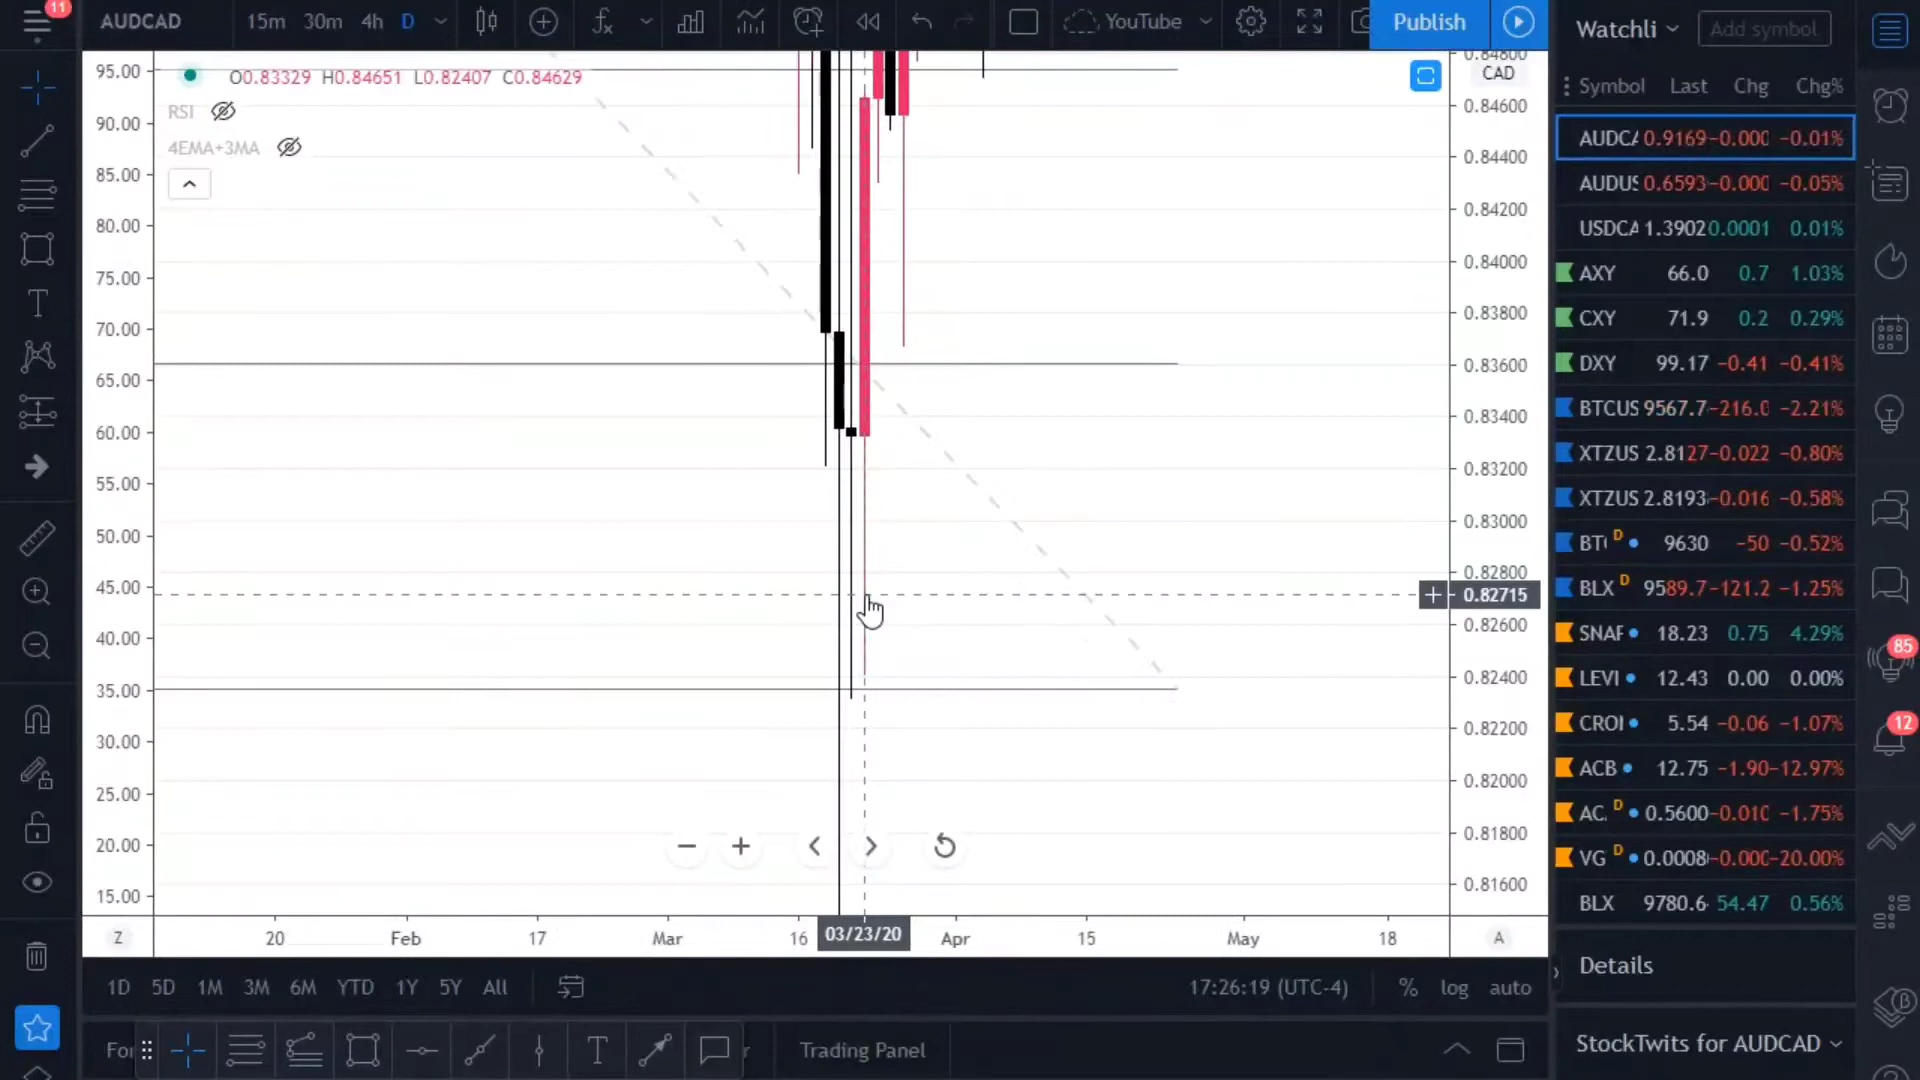 11
AUDCAD 15m 30m 4h D YouTube Publish
O0.83329 H0.84651 L0.82407 C0.84629
RSI
4EMA+3MA
95.00
90.00
85.00
80.00
75.00
70.00
65.00
60.00
55.00
50.00
45.00
40.00
35.00
30.00
25.00
20.00
15.00
0.84800
CAD
0.84600
0.84400
0.84200
0.84000
0.83800
0.83600
0.83400
0.83200
0.83000
0.82800
0.82715
0.82600
0.82400
0.82200
0.82000
0.81800
0.81600
Z 20 Feb 17 Mar 16 03/23/20 Apr 15 May 18 A
1D 5D 1M 3M 6M YTD 1Y 5Y All 17:26:19 (UTC-4) % log auto
For T Trading Panel
Watchli Add symbol
Symbol Last Chg Chg%
AUDCA 0.9169 -0.000 -0.01%
AUDUS 0.6593 -0.000 -0.05%
USDCA 1.3902 0.0001 0.01%
AXY 66.0 0.7 1.03%
CXY 71.9 0.2 0.29%
DXY 99.17 -0.41 -0.41%
BTCUS 9567.7 -216.0 -2.21%
XTZUS 2.8127 -0.022 -0.80%
XTZUS 2.8193 -0.016 -0.58%
BT D 9630 -50 -0.52%
BLX D 9589.7 -121.2 -1.25%
SNAF 18.23 0.75 4.29%
LEVI 12.43 0.00 0.00%
CROI 5.54 -0.06 -1.07%
ACB 12.75 -1.90 -12.97%
AC. D 0.5600 -0.010 -1.75%
VG D 0.0008 -0.000 -20.00%
BLX 9780.6 54.47 0.56%
Details
StockTwits for AUDCAD
85
12